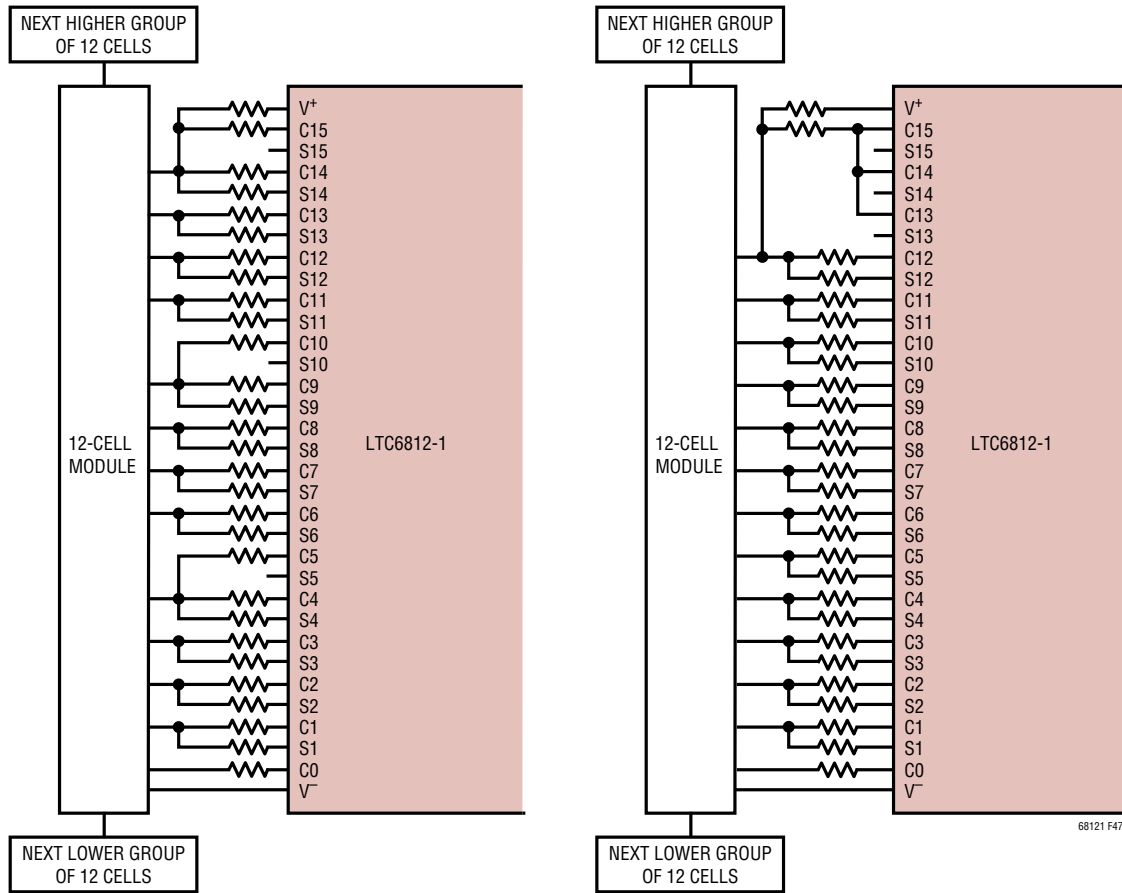 NEXT HIGHER GROUP
OF 12 CELLS
12-CELL
MODULE
LTC6812-1
V+
C15
S15
C14
S14
C13
S13
C12
S12
C11
S11
C10
S10
C9
S9
C8
S8
C7
S7
C6
S6
C5
S5
C4
S4
C3
S3
C2
S2
C1
S1
C0
V–
NEXT LOWER GROUP
OF 12 CELLS
NEXT HIGHER GROUP
OF 12 CELLS
12-CELL
MODULE
LTC6812-1
V+
C15
S15
C14
S14
C13
S13
C12
S12
C11
S11
C10
S10
C9
S9
C8
S8
C7
S7
C6
S6
C5
S5
C4
S4
C3
S3
C2
S2
C1
S1
C0
V–
NEXT LOWER GROUP
OF 12 CELLS
68121 F47